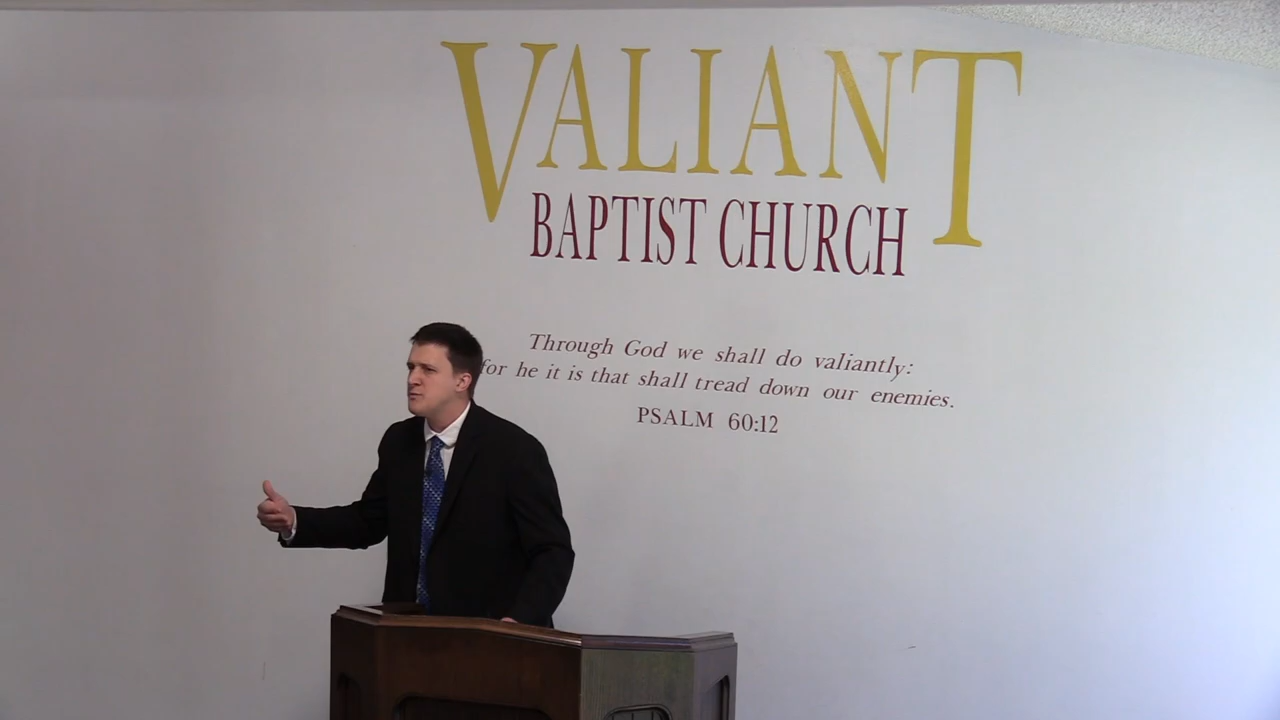 VALIANT
BAPTIST CHURCH
Through God we shall do valiantly:
for he it is that shall tread down our enemies.
PSALM 60:12